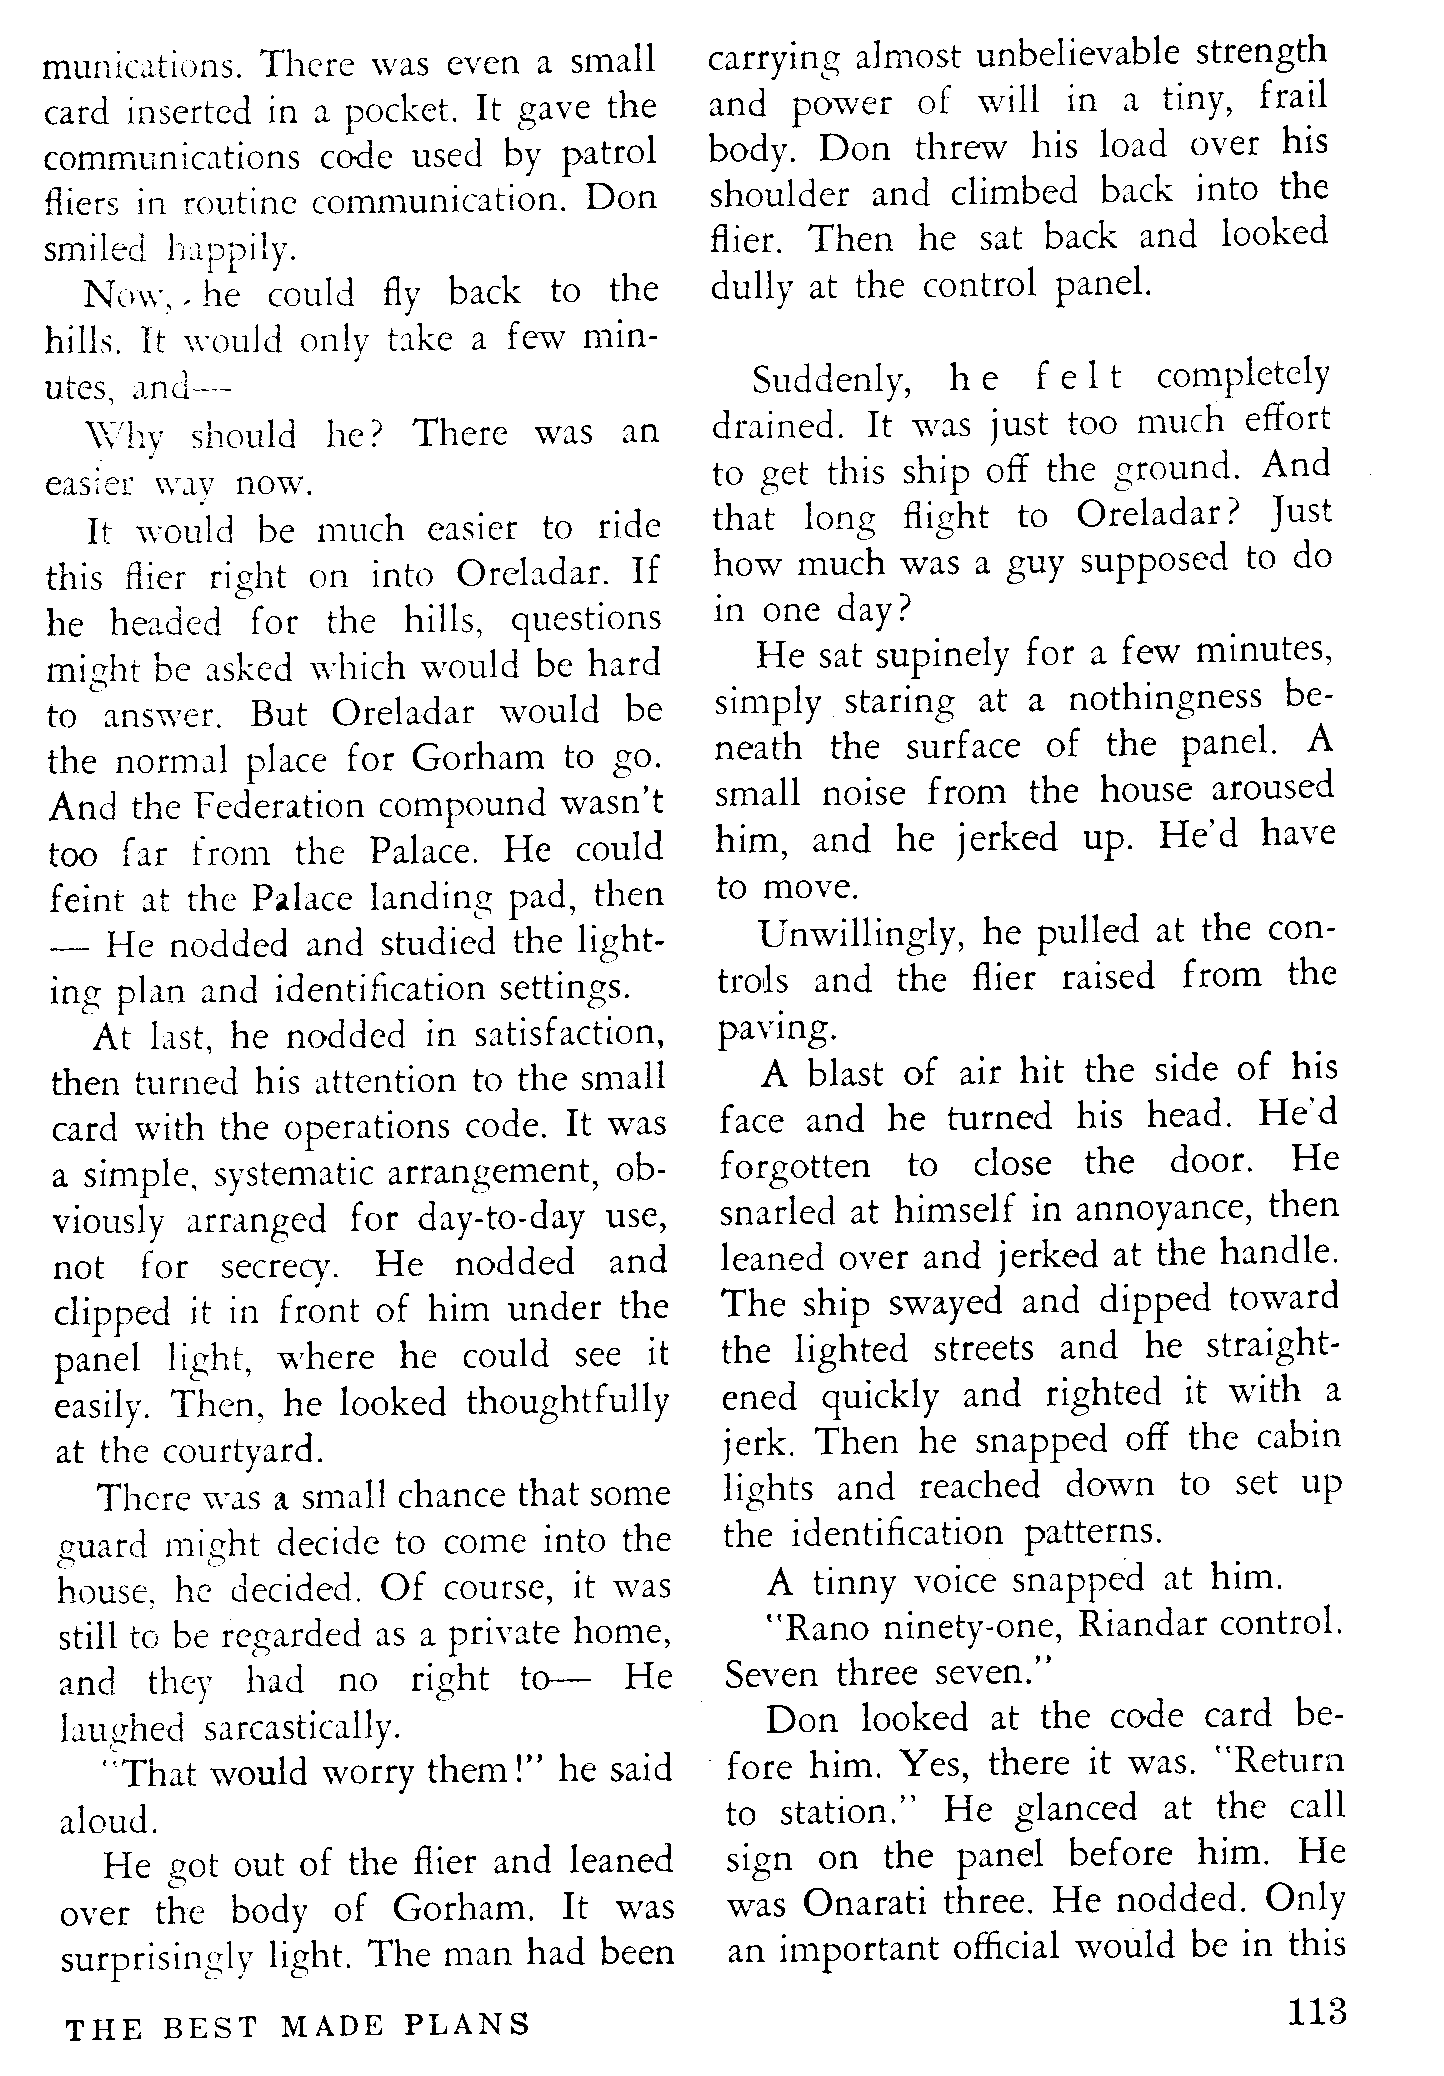 munications. There was even a small
card inserted in a pocket. It gave the
communications code used by patrol
fliers in routine communication. Don
smiled happily.
Now, he could fly back to the
hills. It would only take a few min-
utes, and—
Why should he? There was an
easier way now.
It would be much easier to ride
this flier right on into Oreladar. If
he headed for the hills, questions
might be asked which would be hard
to answer. But Oreladar would be
the normal place for Gorham to go.
And the Federation compound wasn't
too far from the Palace. He could
feint at the Palace landing pad, then
— He nodded and studied the light-
ing plan and identification settings.
At last, he nodded in satisfaction,
then turned his attention to the small
card with the operations code. It was
a simple, systematic arrangement, ob-
viously arranged for day-to-day use,
not for secrecy. He nodded and
clipped it in front of him under the
panel light, where he could see it
easily. Then, he looked thoughtfully
at the courtyard.
There was a small chance that some
guard might decide to come into the
house, he decided. Of course, it was
still to be regarded as a private home,
and they had no right to— He
laughed sarcastically.
"That would worry them!" he said
aloud.
He got out of the flier and leaned
over the body of Gorham. It was
surprisingly light. The man had been
carrying almost unbelievable strength
and power of will in a tiny, frail
body. Don threw his load over his
shoulder and climbed back into the
flier. Then he sat back and looked
dully at the control panel.
Suddenly, he felt completely
drained. It was just too much effort
to get this ship off the ground. And
that long flight to Oreladar? Just
how much was a guy supposed to do
in one day?
He sat supinely for a few minutes,
simply staring at a nothingness be-
neath the surface of the panel. A
small noise from the house aroused
him, and he jerked up. He'd have
to move.
Unwillingly, he pulled at the con-
trols and the flier raised from the
paving.
A blast of air hit the side of his
face and he turned his head. He'd
forgotten to close the door. He
snarled at himself in annoyance, then
leaned over and jerked at the handle.
The ship swayed and dipped toward
the lighted streets and he straight-
ened quickly and righted it with a
jerk. Then he snapped off the cabin
lights and reached down to set up
the identification patterns.
A tinny voice snapped at him.
"Rano ninety-one, Riandar control.
Seven three seven."
Don looked at the code card be-
fore him. Yes, there it was. "Return
to station." He glanced at the call
sign on the panel before him. He
was Onarati three. He nodded. Only
an important official would be in this
THE BEST MADE PLANS
113